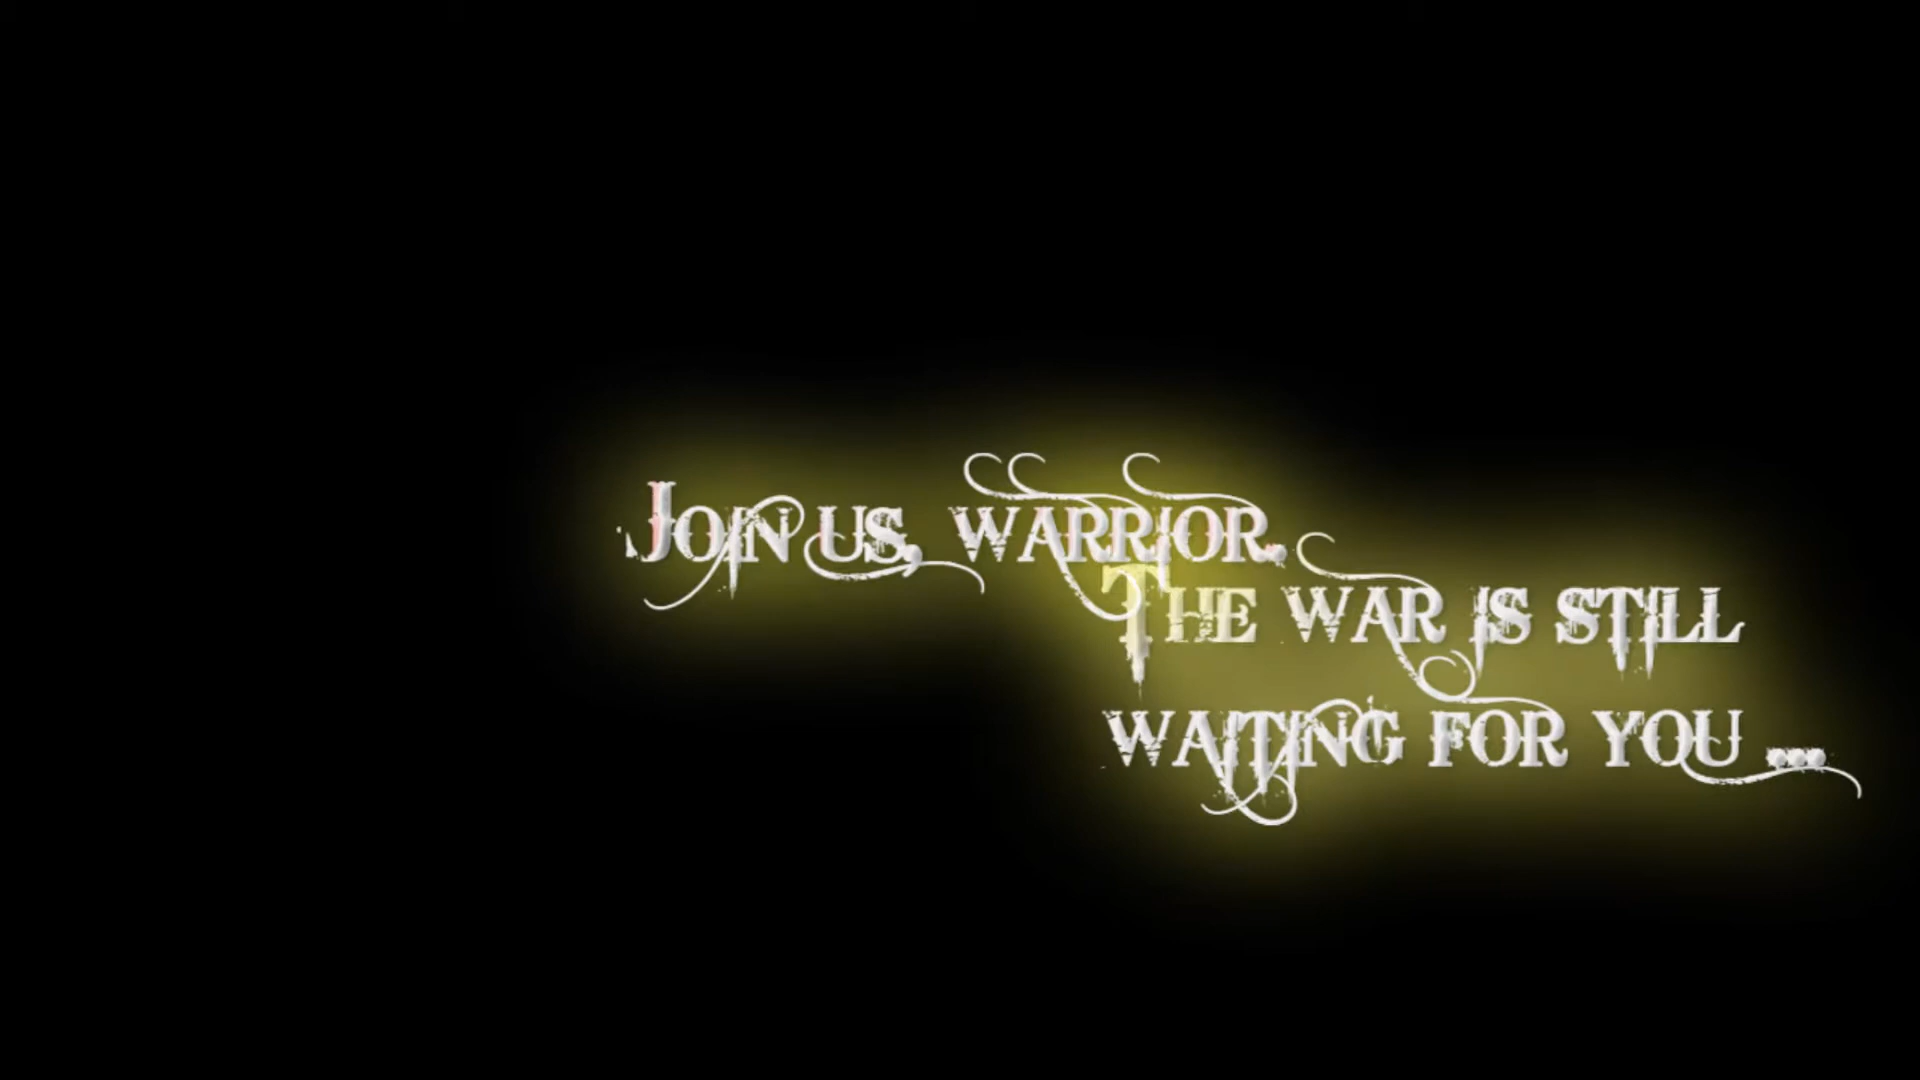 Join us, warrior.
The war is still
waiting for you ...